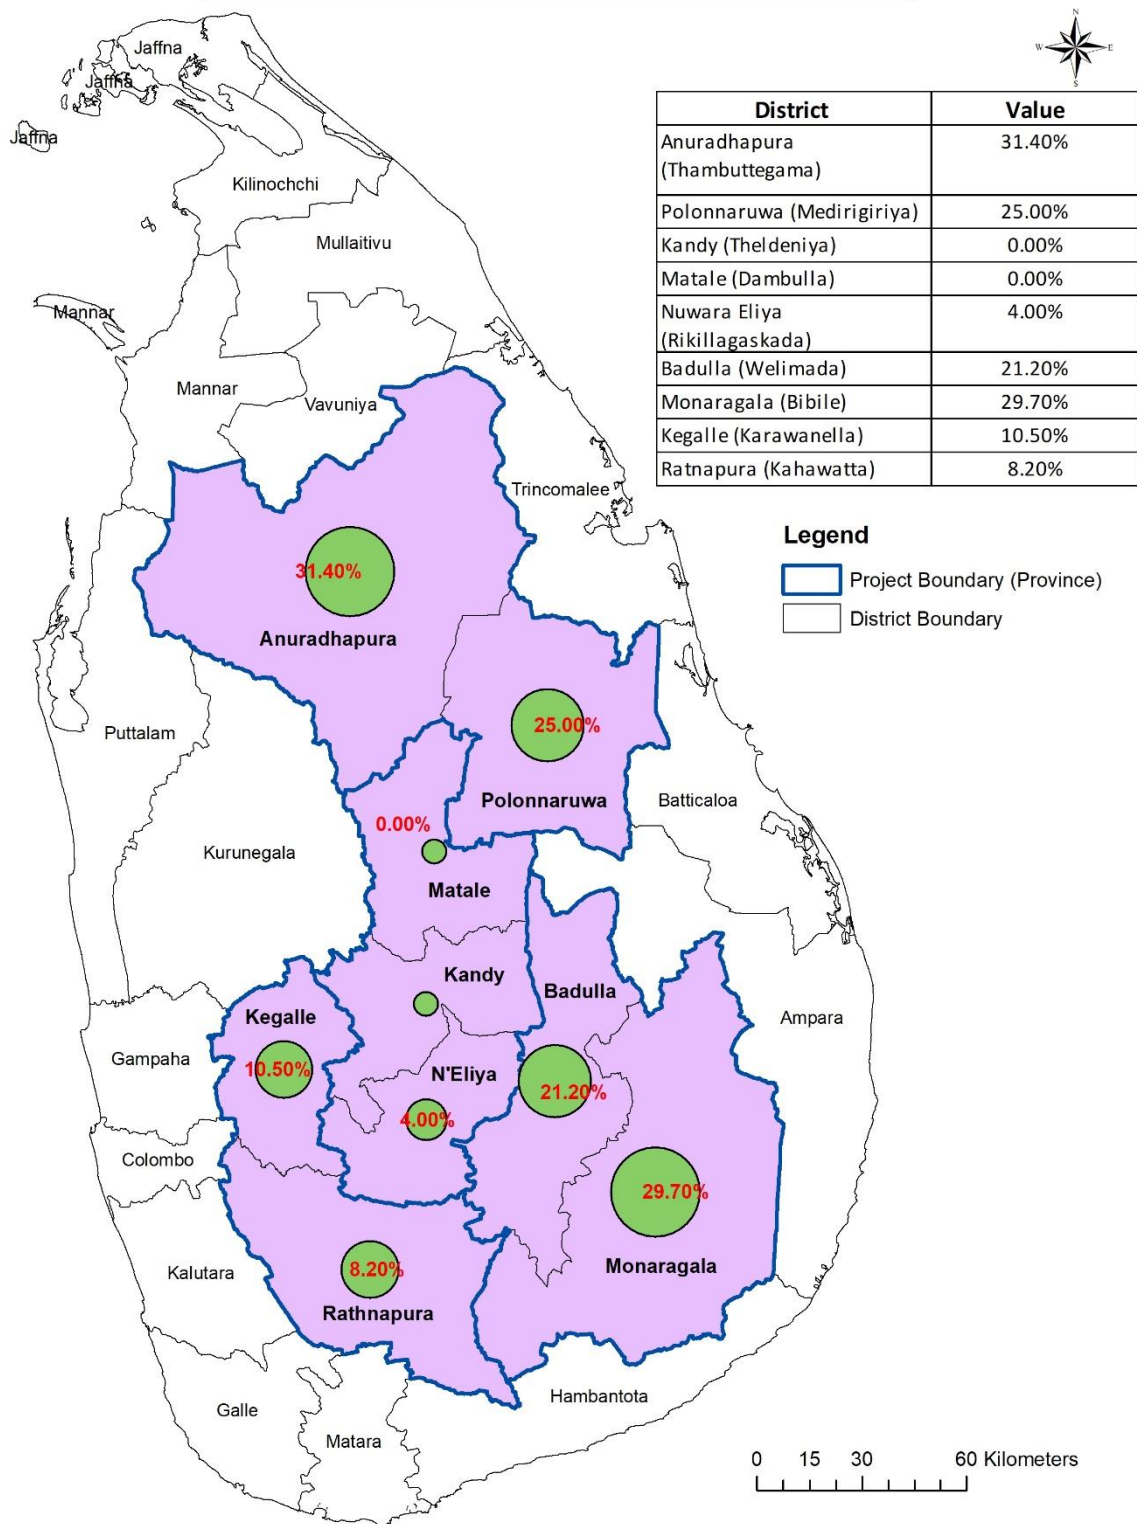 N
W E
S
Jaffna
Jaffna
Jaffna
Kilinochchi
Mullaitivu
Mannar
Mannar
Vavuniya
Trincomalee
District Value
Anuradhapura 31.40%
(Thambuttegama)
Polonnaruwa (Medirigiriya) 25.00%
Kandy (Theldeniya) 0.00%
Matale (Dambulla) 0.00%
Nuwara Eliya 4.00%
(Rikillagaskada)
Badulla (Welimada) 21.20%
Monaragala (Bibile) 29.70%
Kegalle (Karawanella) 10.50%
Ratnapura (Kahawatta) 8.20%
Legend
Project Boundary (Province)
District Boundary
31.40%
Anuradhapura
25.00%
Puttalam
Polonnaruwa
Batticaloa
0.00%
Kurunegala
Matale
Kandy
Badulla
Kegalle
Ampara
Gampaha
10.50%
N'Eliya
21.20%
4.00%
Colombo
29.70%
Kalutara
8.20%
Monaragala
Rathnapura
Hambantota
Galle
Matara
0 15 30 60 Kilometers